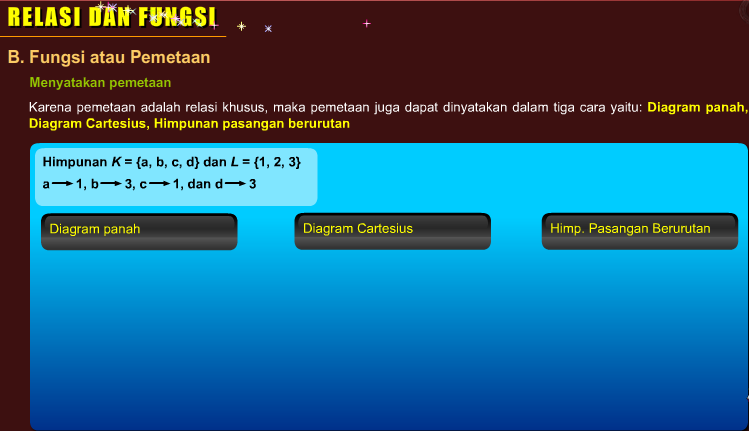 RELASI DAN FUNGSI
B. Fungsi atau Pemetaan
Menyatakan pemetaan
Karena pemetaan adalah relasi khusus, maka pemetaan juga dapat dinyatakan dalam tiga cara yaitu: Diagram panah,
Diagram Cartesius, Himpunan pasangan berurutan
Himpunan K = {a, b, c, d} dan L = {1, 2, 3}
a → 1, b → 3, c → 1, dan d → 3
Diagram panah Diagram Cartesius Himp. Pasangan Berurutan